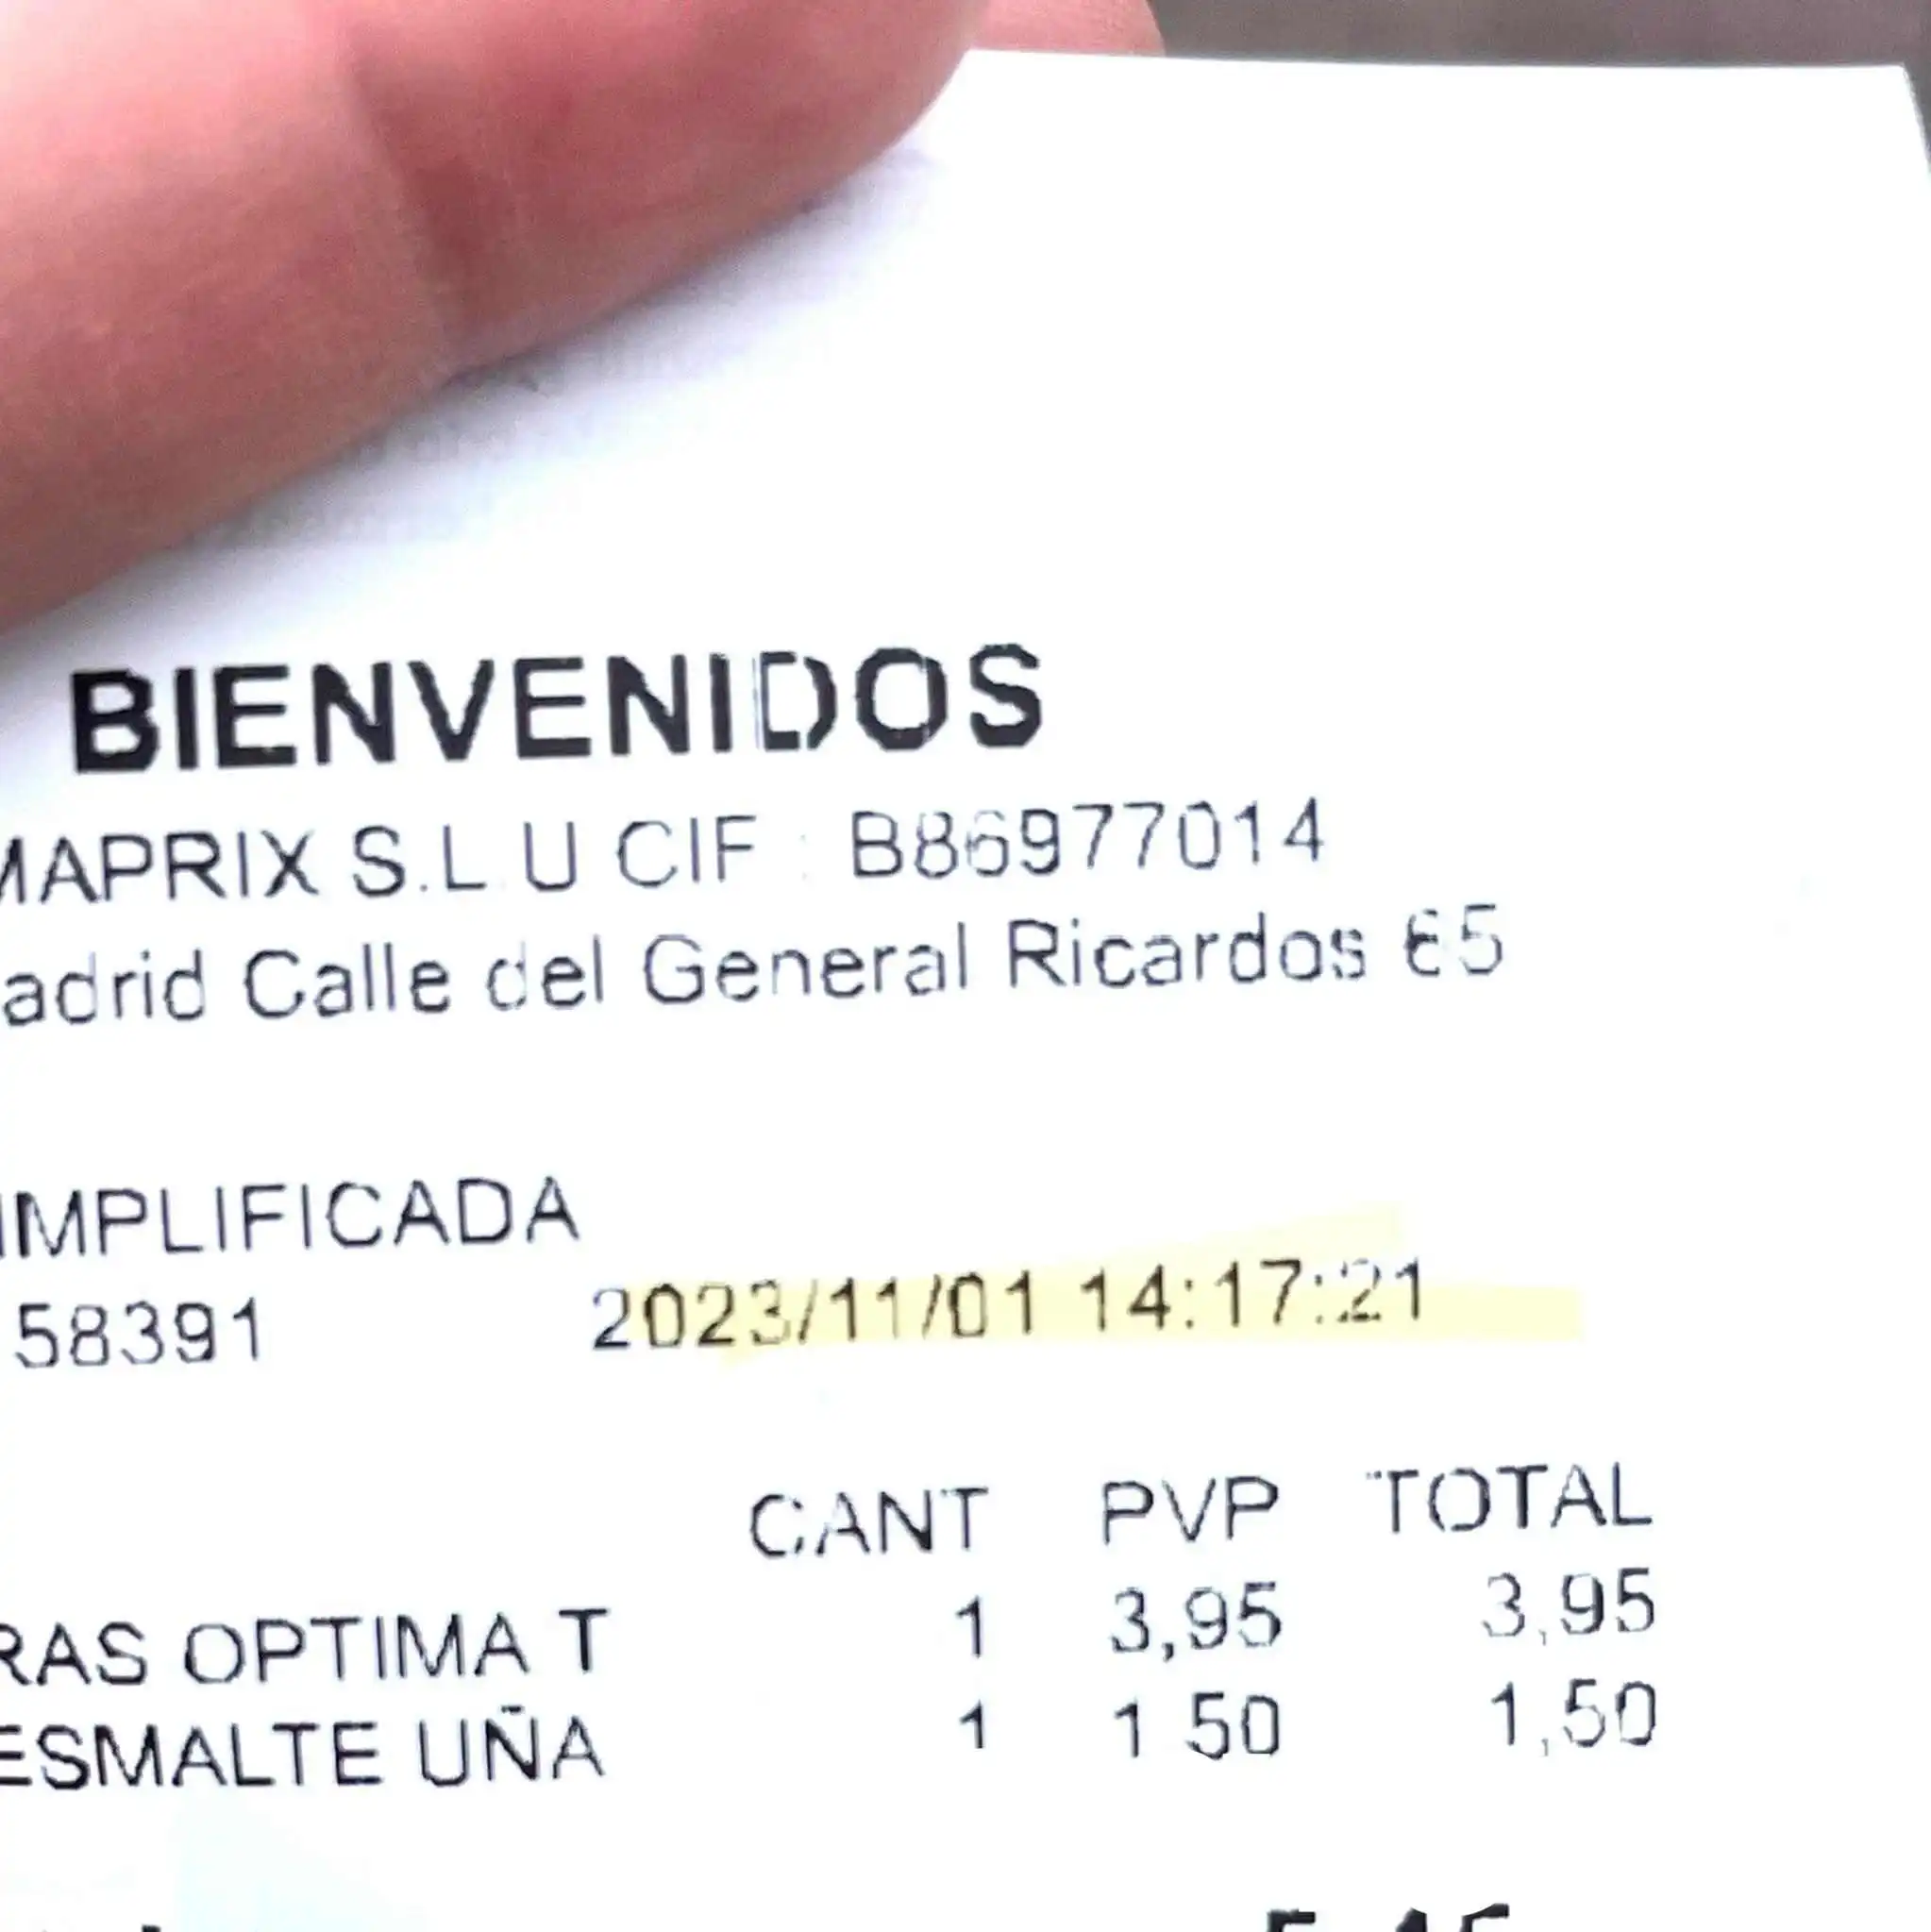 BIENVENIDOS
MAPRIX S.L.U CIF : B86977014
adrid Calle del General Ricardos 65
IMPLIFICADA
58391 2023/11/01 14:17:21
CANT PVP TOTAL
RAS OPTIMA T 1 3,95 3,95
ESMALTE UÑA 1 1 50 1,50